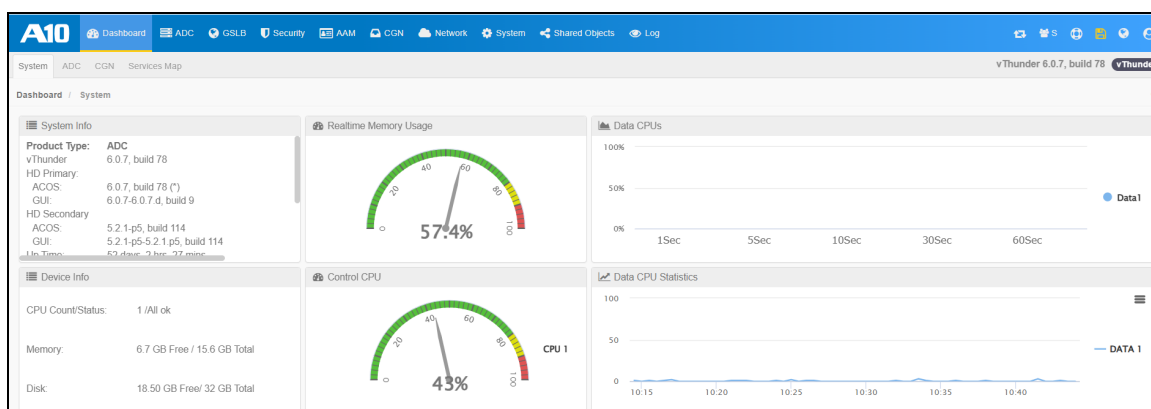 A10 Dashboard ADC GSLB Security AAM CGN Network System Shared Objects Log S
System ADC CGN Services Map
vThunder 6.0.7, build 78 vThunde
Dashboard / System
System Info
Product Type: ADC
vThunder 6.0.7, build 78
HD Primary:
ACOS: 6.0.7, build 78 (*)
GUI: 6.0.7-6.0.7.d, build 9
HD Secondary
ACOS: 5.2.1-p5, build 114
GUI: 5.2.1-p5-5.2.1.p5, build 114
Up Time: 52 days, 2 hrs, 27 mins
Realtime Memory Usage
0 20 40 60 80 100
57.4%
Data CPUs
100%
50%
0%
1Sec 5Sec 10Sec 30Sec 60Sec
Data1
Device Info
CPU Count/Status: 1 /All ok
Memory: 6.7 GB Free / 15.6 GB Total
Disk: 18.50 GB Free/ 32 GB Total
Control CPU
0 20 40 60 80 100
43%
CPU 1
Data CPU Statistics
100
50
0
10:15 10:20 10:25 10:30 10:35 10:40
DATA 1